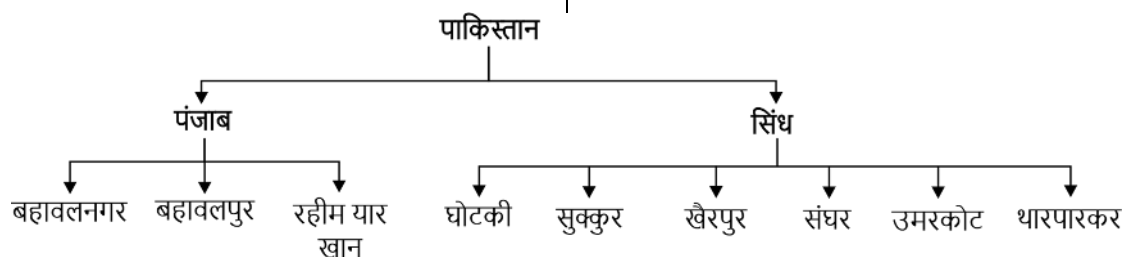 पाकिस्तान
पंजाब
सिंध
बहावलनगर
बहावलपुर
रहीम यार
खान
घोटकी
सुक्कुर
खैरपुर
संघर
उमरकोट
थारपारकर